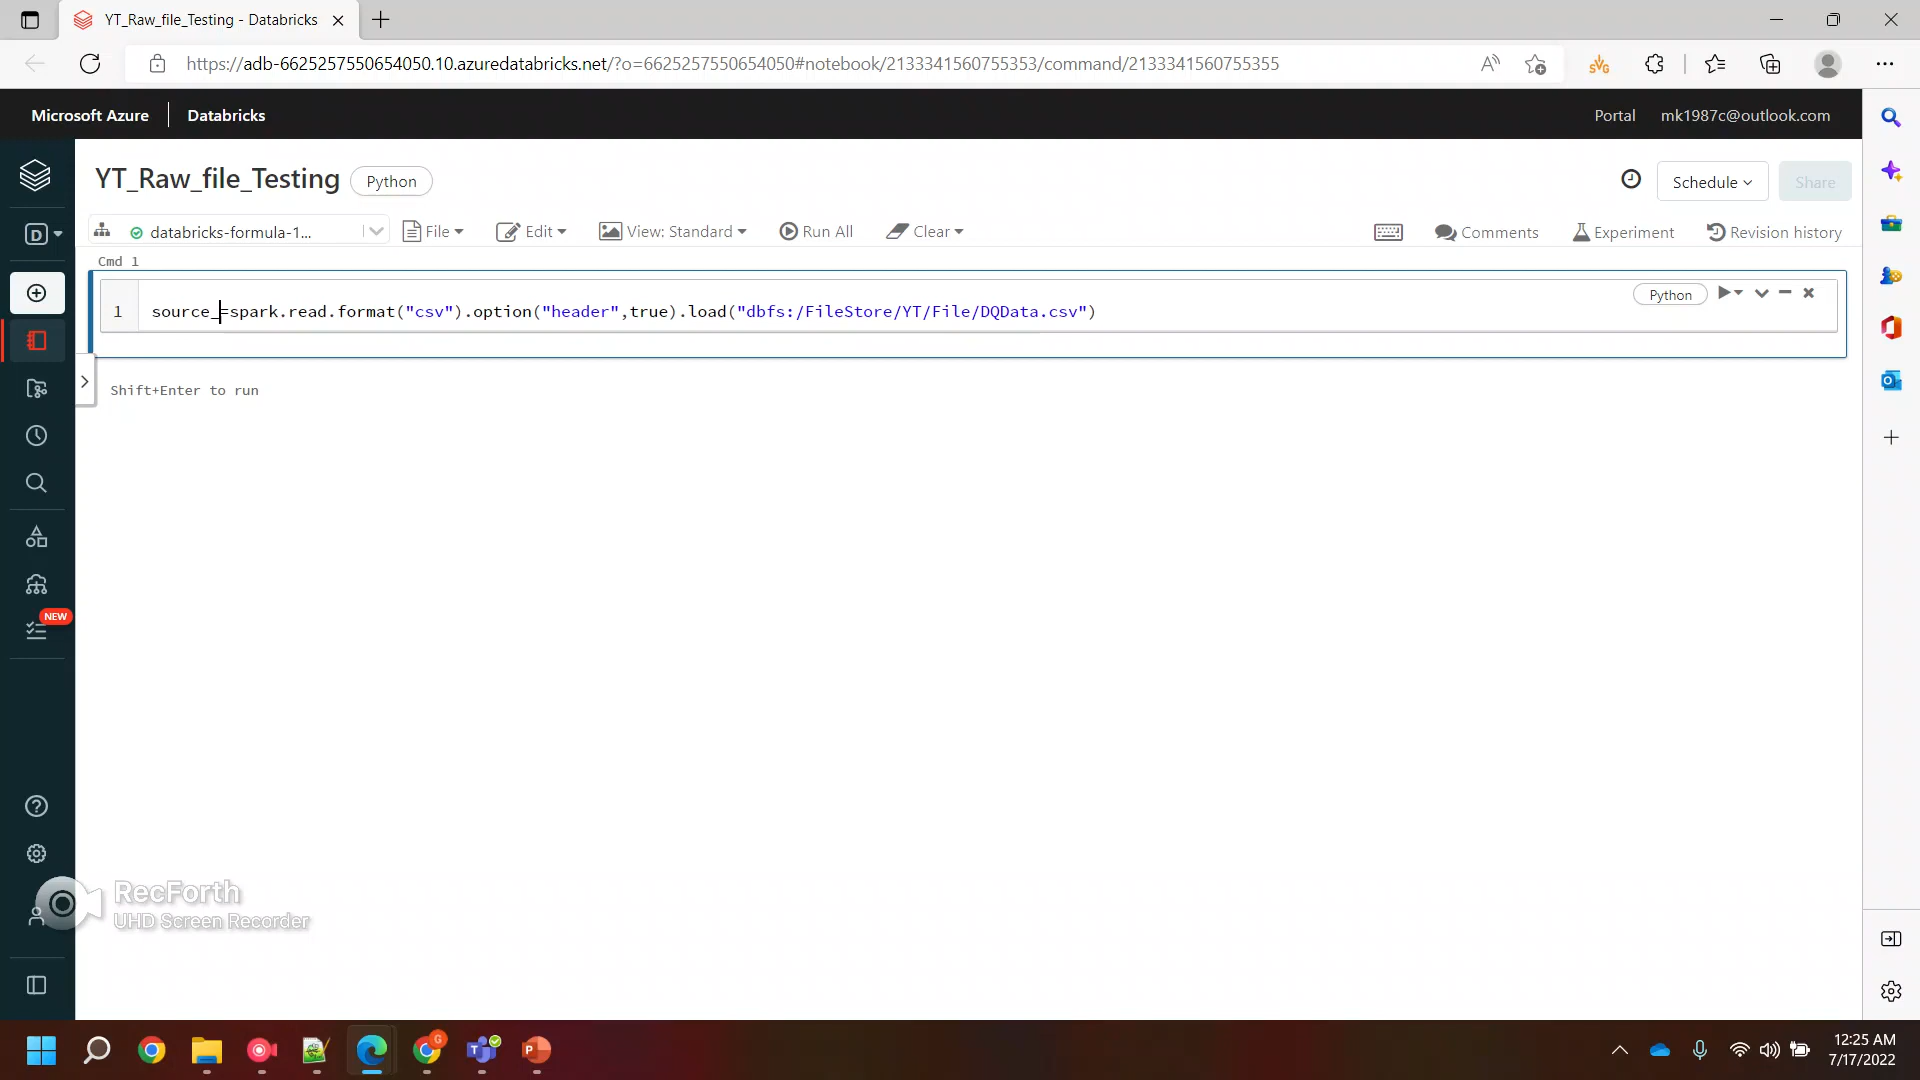 YT_Raw_file_Testing - Databricks
https://adb-6625257550654050.10.azuredatabricks.net/?o=6625257550654050#notebook/2133341560755353/command/2133341560755355
Microsoft Azure Databricks Portal mk1987c@outlook.com
YT_Raw_file_Testing Python Schedule Share
databricks-formula-1... File Edit View: Standard Run All Clear Comments Experiment Revision history
Cmd 1
Python
1 source_=spark.read.format("csv").option("header",true).load("dbfs:/FileStore/YT/File/DQData.csv")
Shift+Enter to run
D
NEW
RecForth
UHD Screen Recorder
12:25 AM
7/17/2022